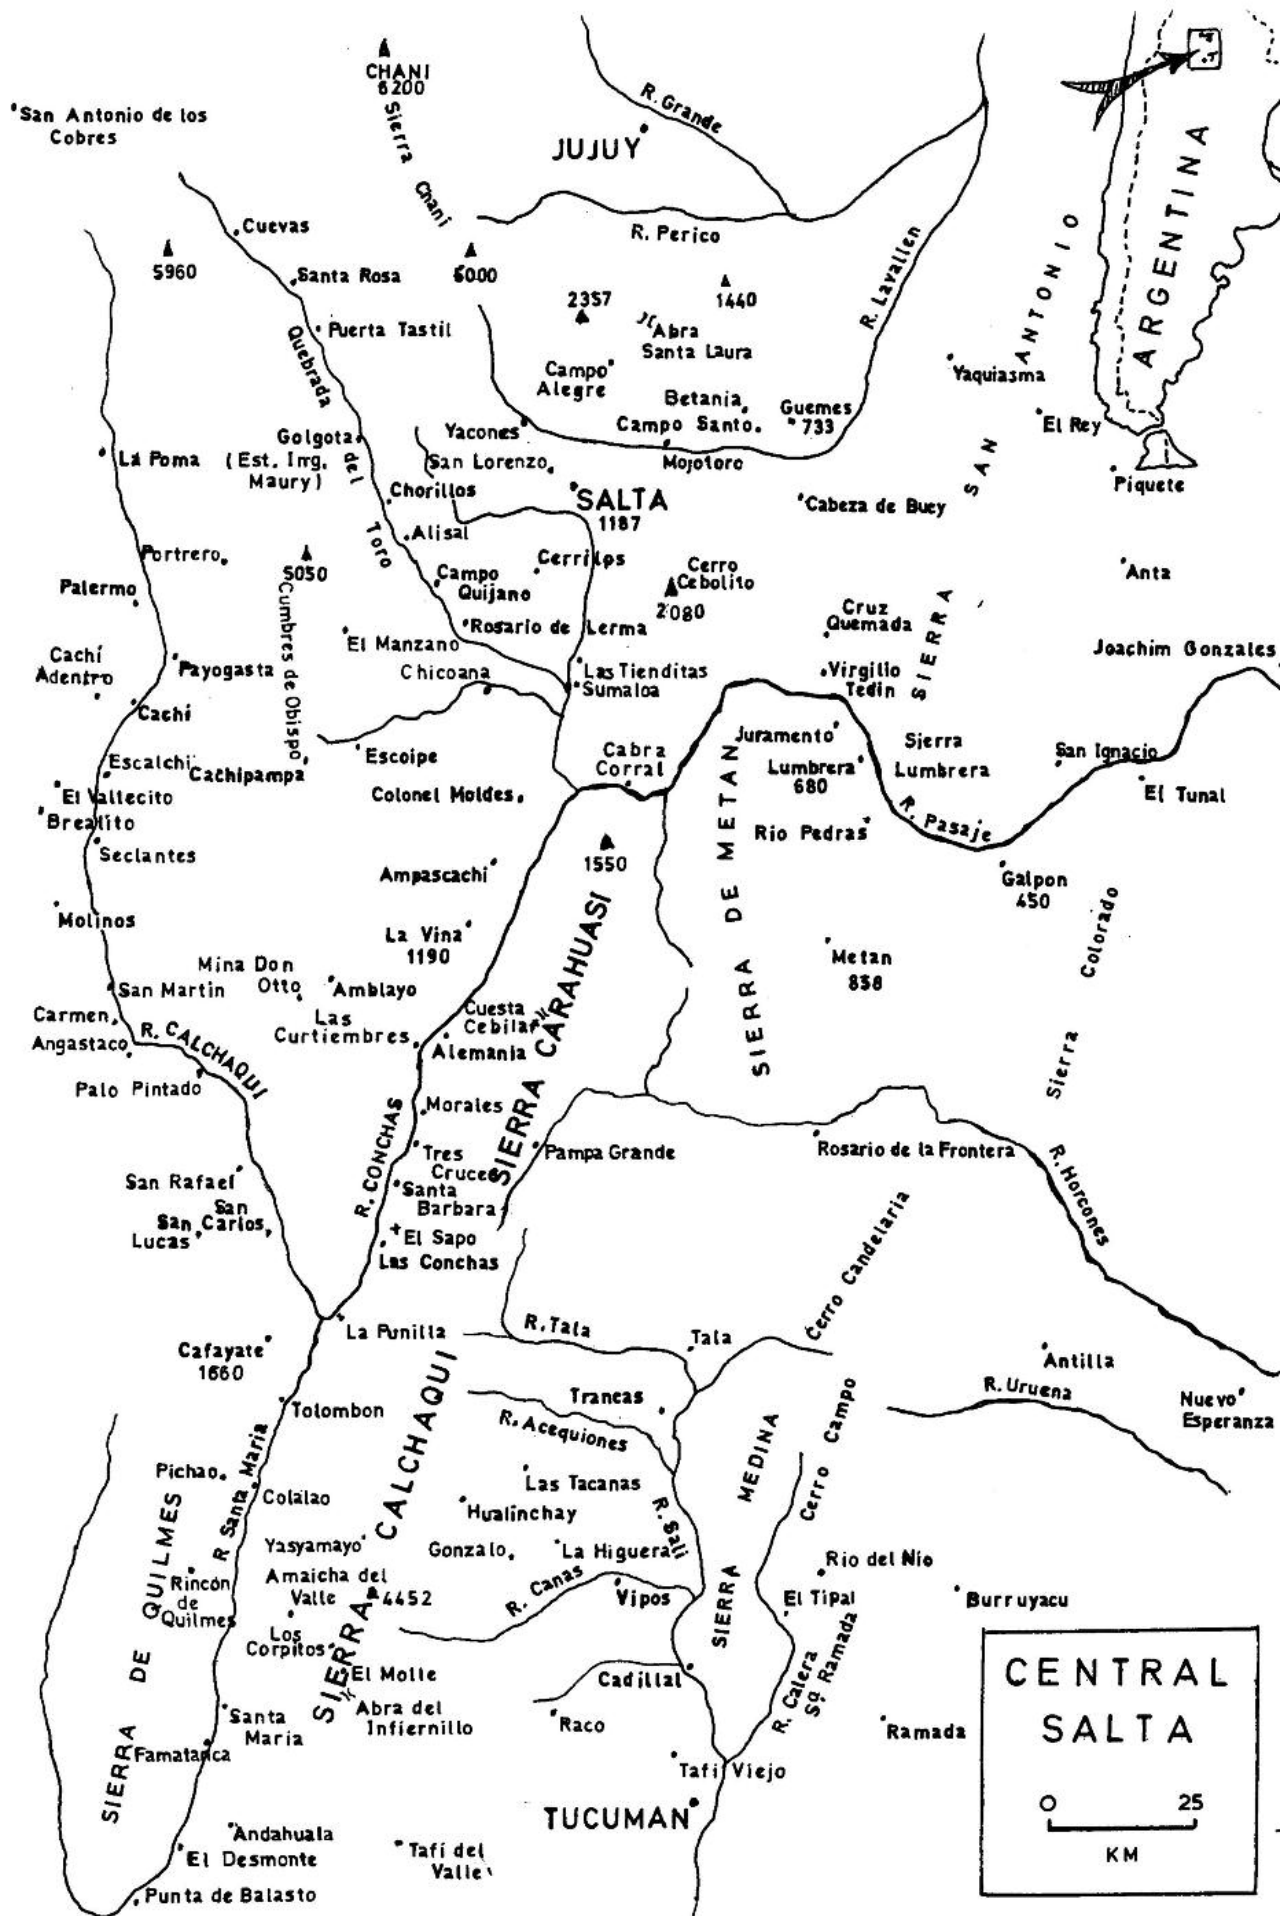 CHANI
6200
Sierra Chani
San Antonio de los
Cobres
R. Grande
JUJUY
ARGENTINA
Cuevas
5960
6000
R. Perico
R. Lavallen
SIERRA SAN ANTONIO
Santa Rosa
2357
1440
Puerta Tastil
Quebrada del Toro
Abra
Santa Laura
Campo
Alegre
Yaquiasma
Betania
Guemes
733
Campo Santo
El Rey
Yacones
Golgota
(Est. Ing.
Maury)
La Poma
San Lorenzo
Mojotoro
Piquete
Chorillos
SALTA
1187
Cabeza de Buey
Alisal
Portrero
5050
Cumbres de Obispo
Cerrilos
Cerro
Cebolito
2080
Anta
Palermo
Campo
Quijano
Cruz
Quemada
Rosario de Lerma
El Manzano
Joachim Gonzales
Cachí
Adentro
Payogasta
Chicoana
Las Tienditas
Sumaloa
Virgilio
Tedin
Cachí
Escoipe
Cabra
Corral
Juramento
Sierra
Lumbrera
San Ignacio
Escalchi
Cachipampa
Lumbrera
680
El Vallecito
Colonel Moldes
El Tunal
Brealito
Rio Pedras
R. Pasaje
Seclantes
1550
SIERRA DE METAN
Ampascachi
Galpon
450
Molinos
La Vina
1190
SIERRA CARAHUASI
Sierra Colorado
Metan
858
Mina Don
Otto
San Martin
Amblayo
Cuesta
Cebilar
Carmen
Las
Curtiembres
R. CALCHAQUI
Angastaco
Alemania
Palo Pintado
Morales
R. CONCHAS
Tres
Cruces
Pampa Grande
Rosario de la Frontera
R. Horcones
San Rafael
Santa
Barbara
San
Carlos
San
Lucas
El Sapo
Las Conchas
Cerro Candelaria
La Punilla
R. Tala
Tala
Cafayate
1660
Antilla
R. Uruena
Nuevo
Esperanza
Tolombon
Trancas
R. Acequiones
Cerro Campo
R Santa Maria
Pichao
Colalao
Las Tacanas
SIERRA MEDINA
SIERRA CALCHAQUI
Hualinchay
R. Sali
Yasyamayo
Gonzalo
La Higuera
Rio del Nio
SIERRA DE QUILMES
Rincón
de
Quilmes
Amaicha del
Valle
4452
R. Canas
Vipos
El Tipal
Burruyacu
Los
Corpitos
El Molle
Cadillal
R. Calera
Sa. Ramada
CENTRAL
SALTA
0 25
KM
Santa
Maria
Abra del
Infiernillo
Raco
Ramada
Famatanca
Tafi Viejo
TUCUMAN
Andahuala
El Desmonte
Tafí del
Valle
Punta de Balasto